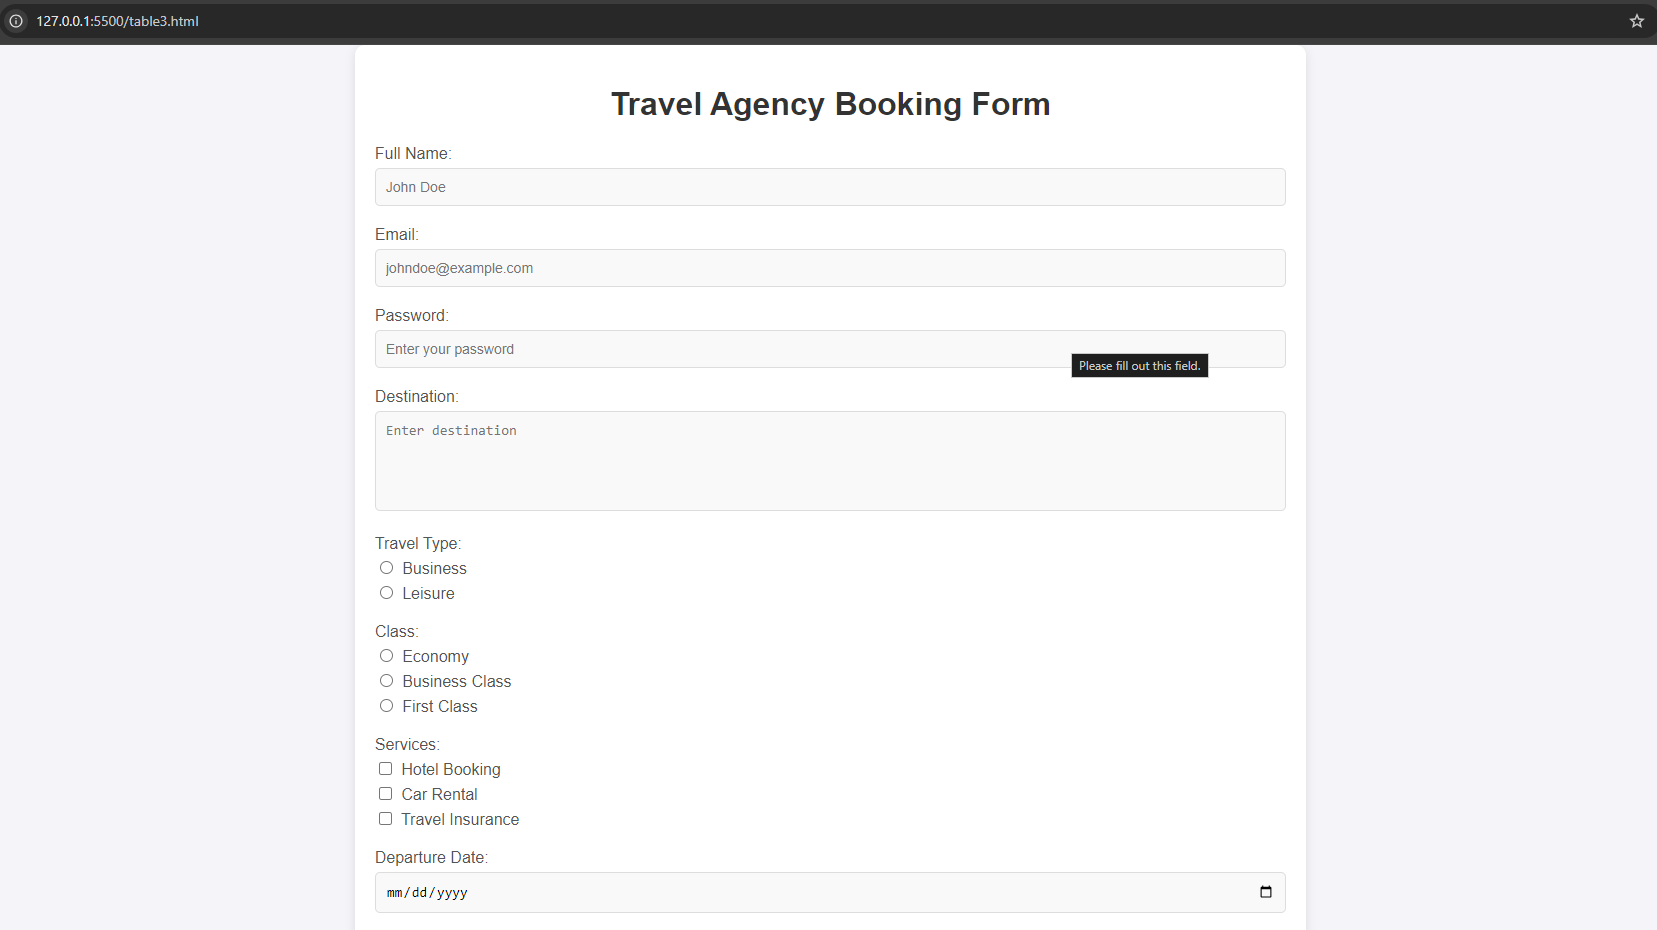 127.0.0.1:5500/table3.html
Travel Agency Booking Form
Full Name:
John Doe
Email:
johndoe@example.com
Password:
Enter your password
Please fill out this field.
Destination:
Enter destination
Travel Type:
Business
Leisure
Class:
Economy
Business Class
First Class
Services:
Hotel Booking
Car Rental
Travel Insurance
Departure Date:
mm/dd/yyyy